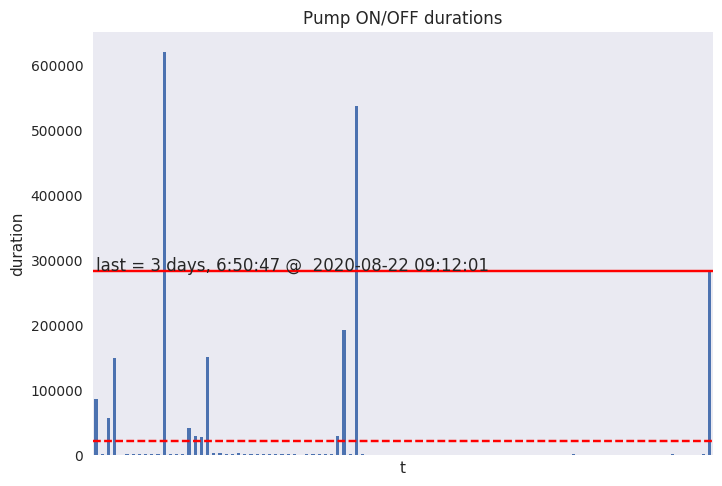 Pump ON/OFF durations
600000
500000
400000
300000
200000
100000
0
duration
last = 3 days, 6:50:47 @  2020-08-22 09:12:01
t